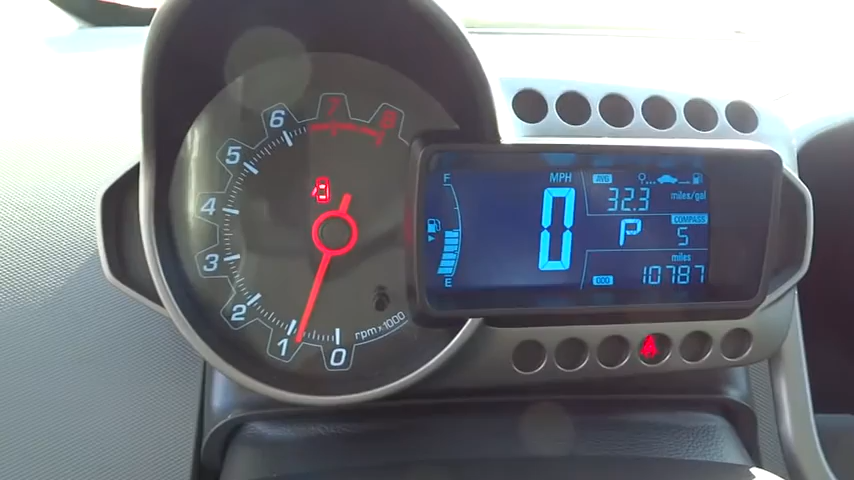 0
1
2
3
4
5
6
7
8
rpm x 1000
F
E
MPH
0
AVG
32.3
miles/gal
P
COMPASS
S
miles
ODO
10787